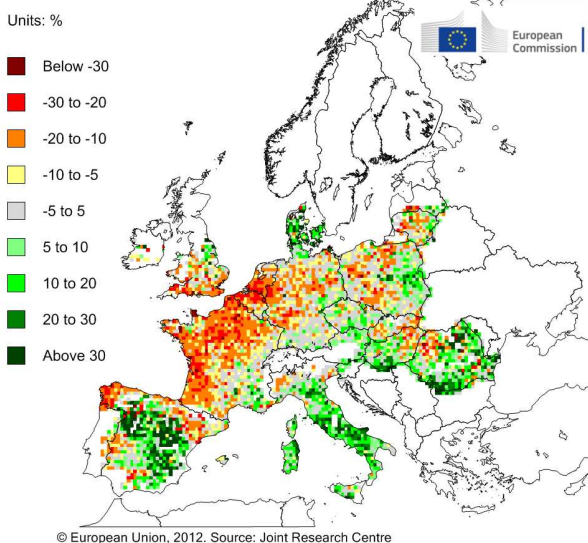 Units: %
European
Commission
Below -30
-30 to -20
-20 to -10
-10 to -5
-5 to 5
5 to 10
10 to 20
20 to 30
Above 30
© European Union, 2012. Source: Joint Research Centre